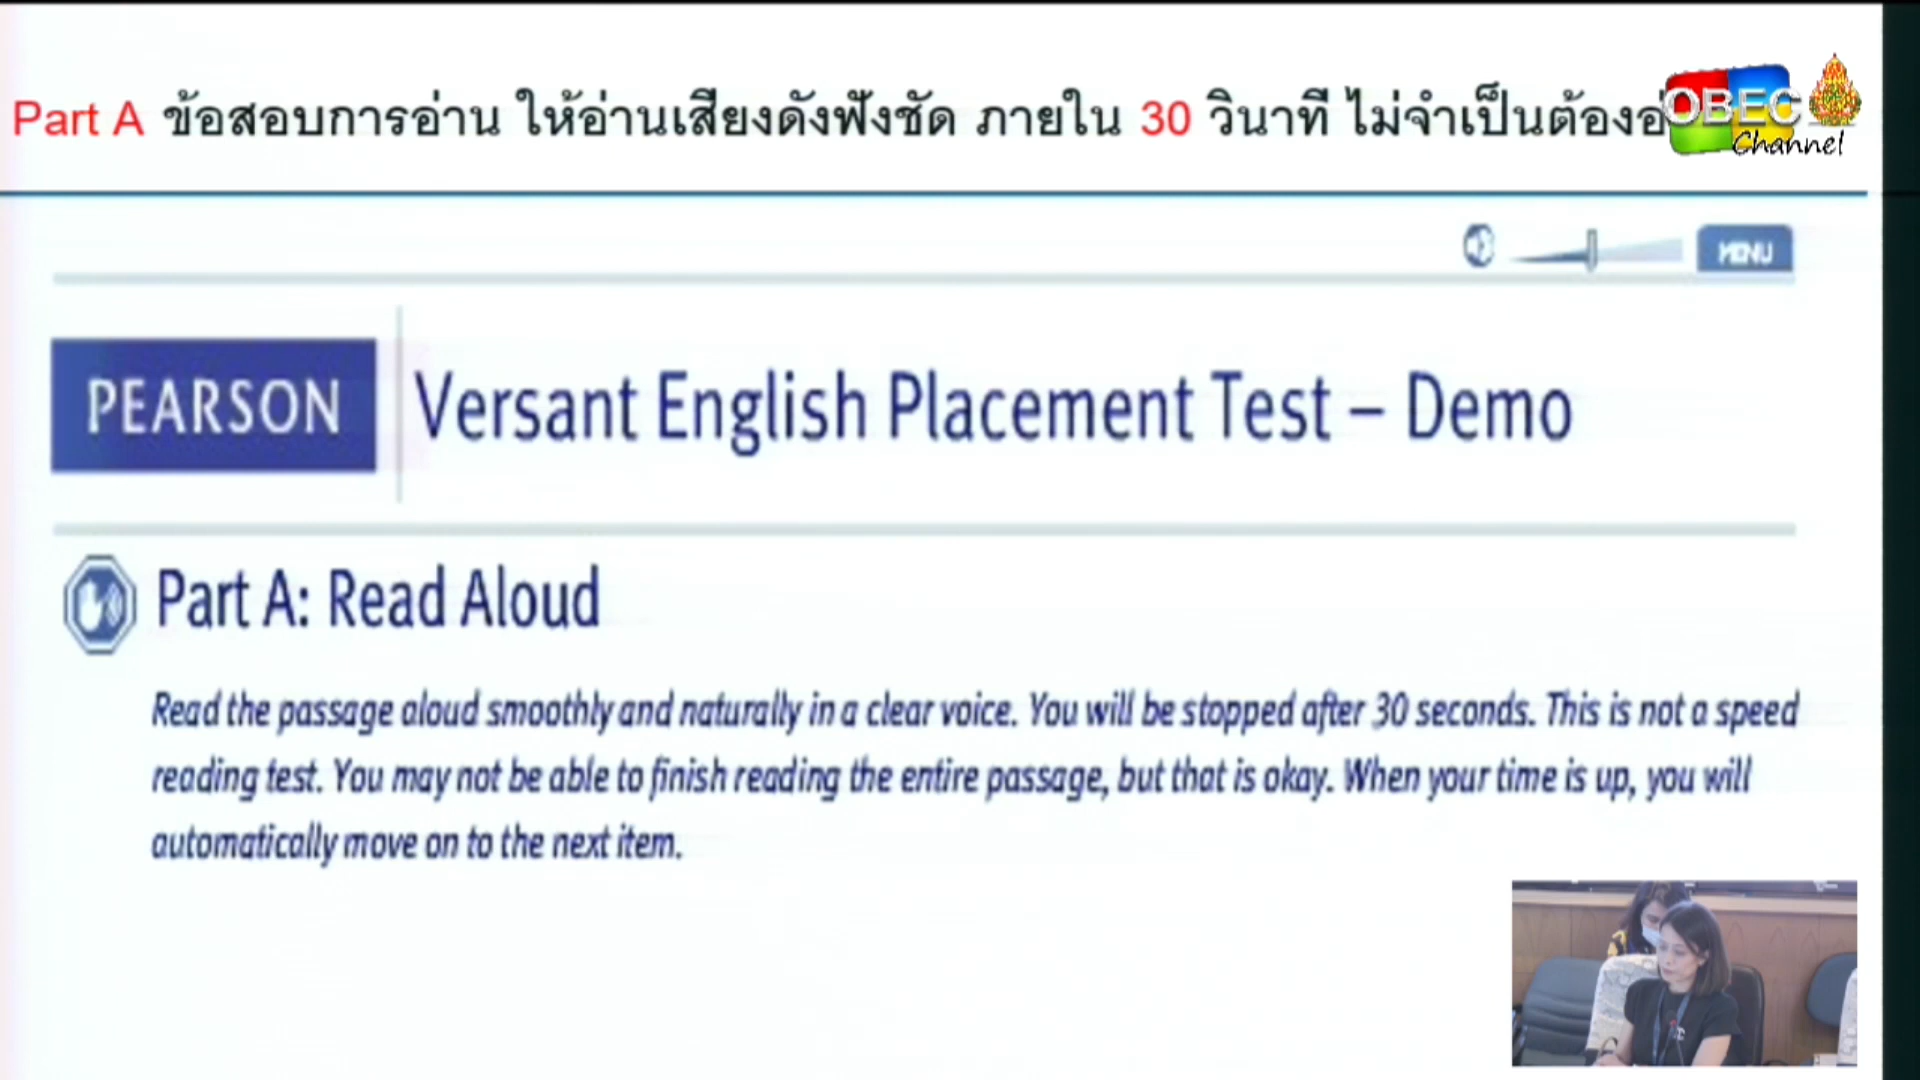 Part A ข้อสอบการอ่าน ให้อ่านเสียงดังฟังชัด ภายใน 30 วินาที ไม่จำเป็นต้อง
OBEC
Channel
MENU
PEARSON
Versant English Placement Test – Demo
Part A: Read Aloud
Read the passage aloud smoothly and naturally in a clear voice. You will be stopped after 30 seconds. This is not a speed
reading test. You may not be able to finish reading the entire passage, but that is okay. When your time is up, you will
automatically move on to the next item.